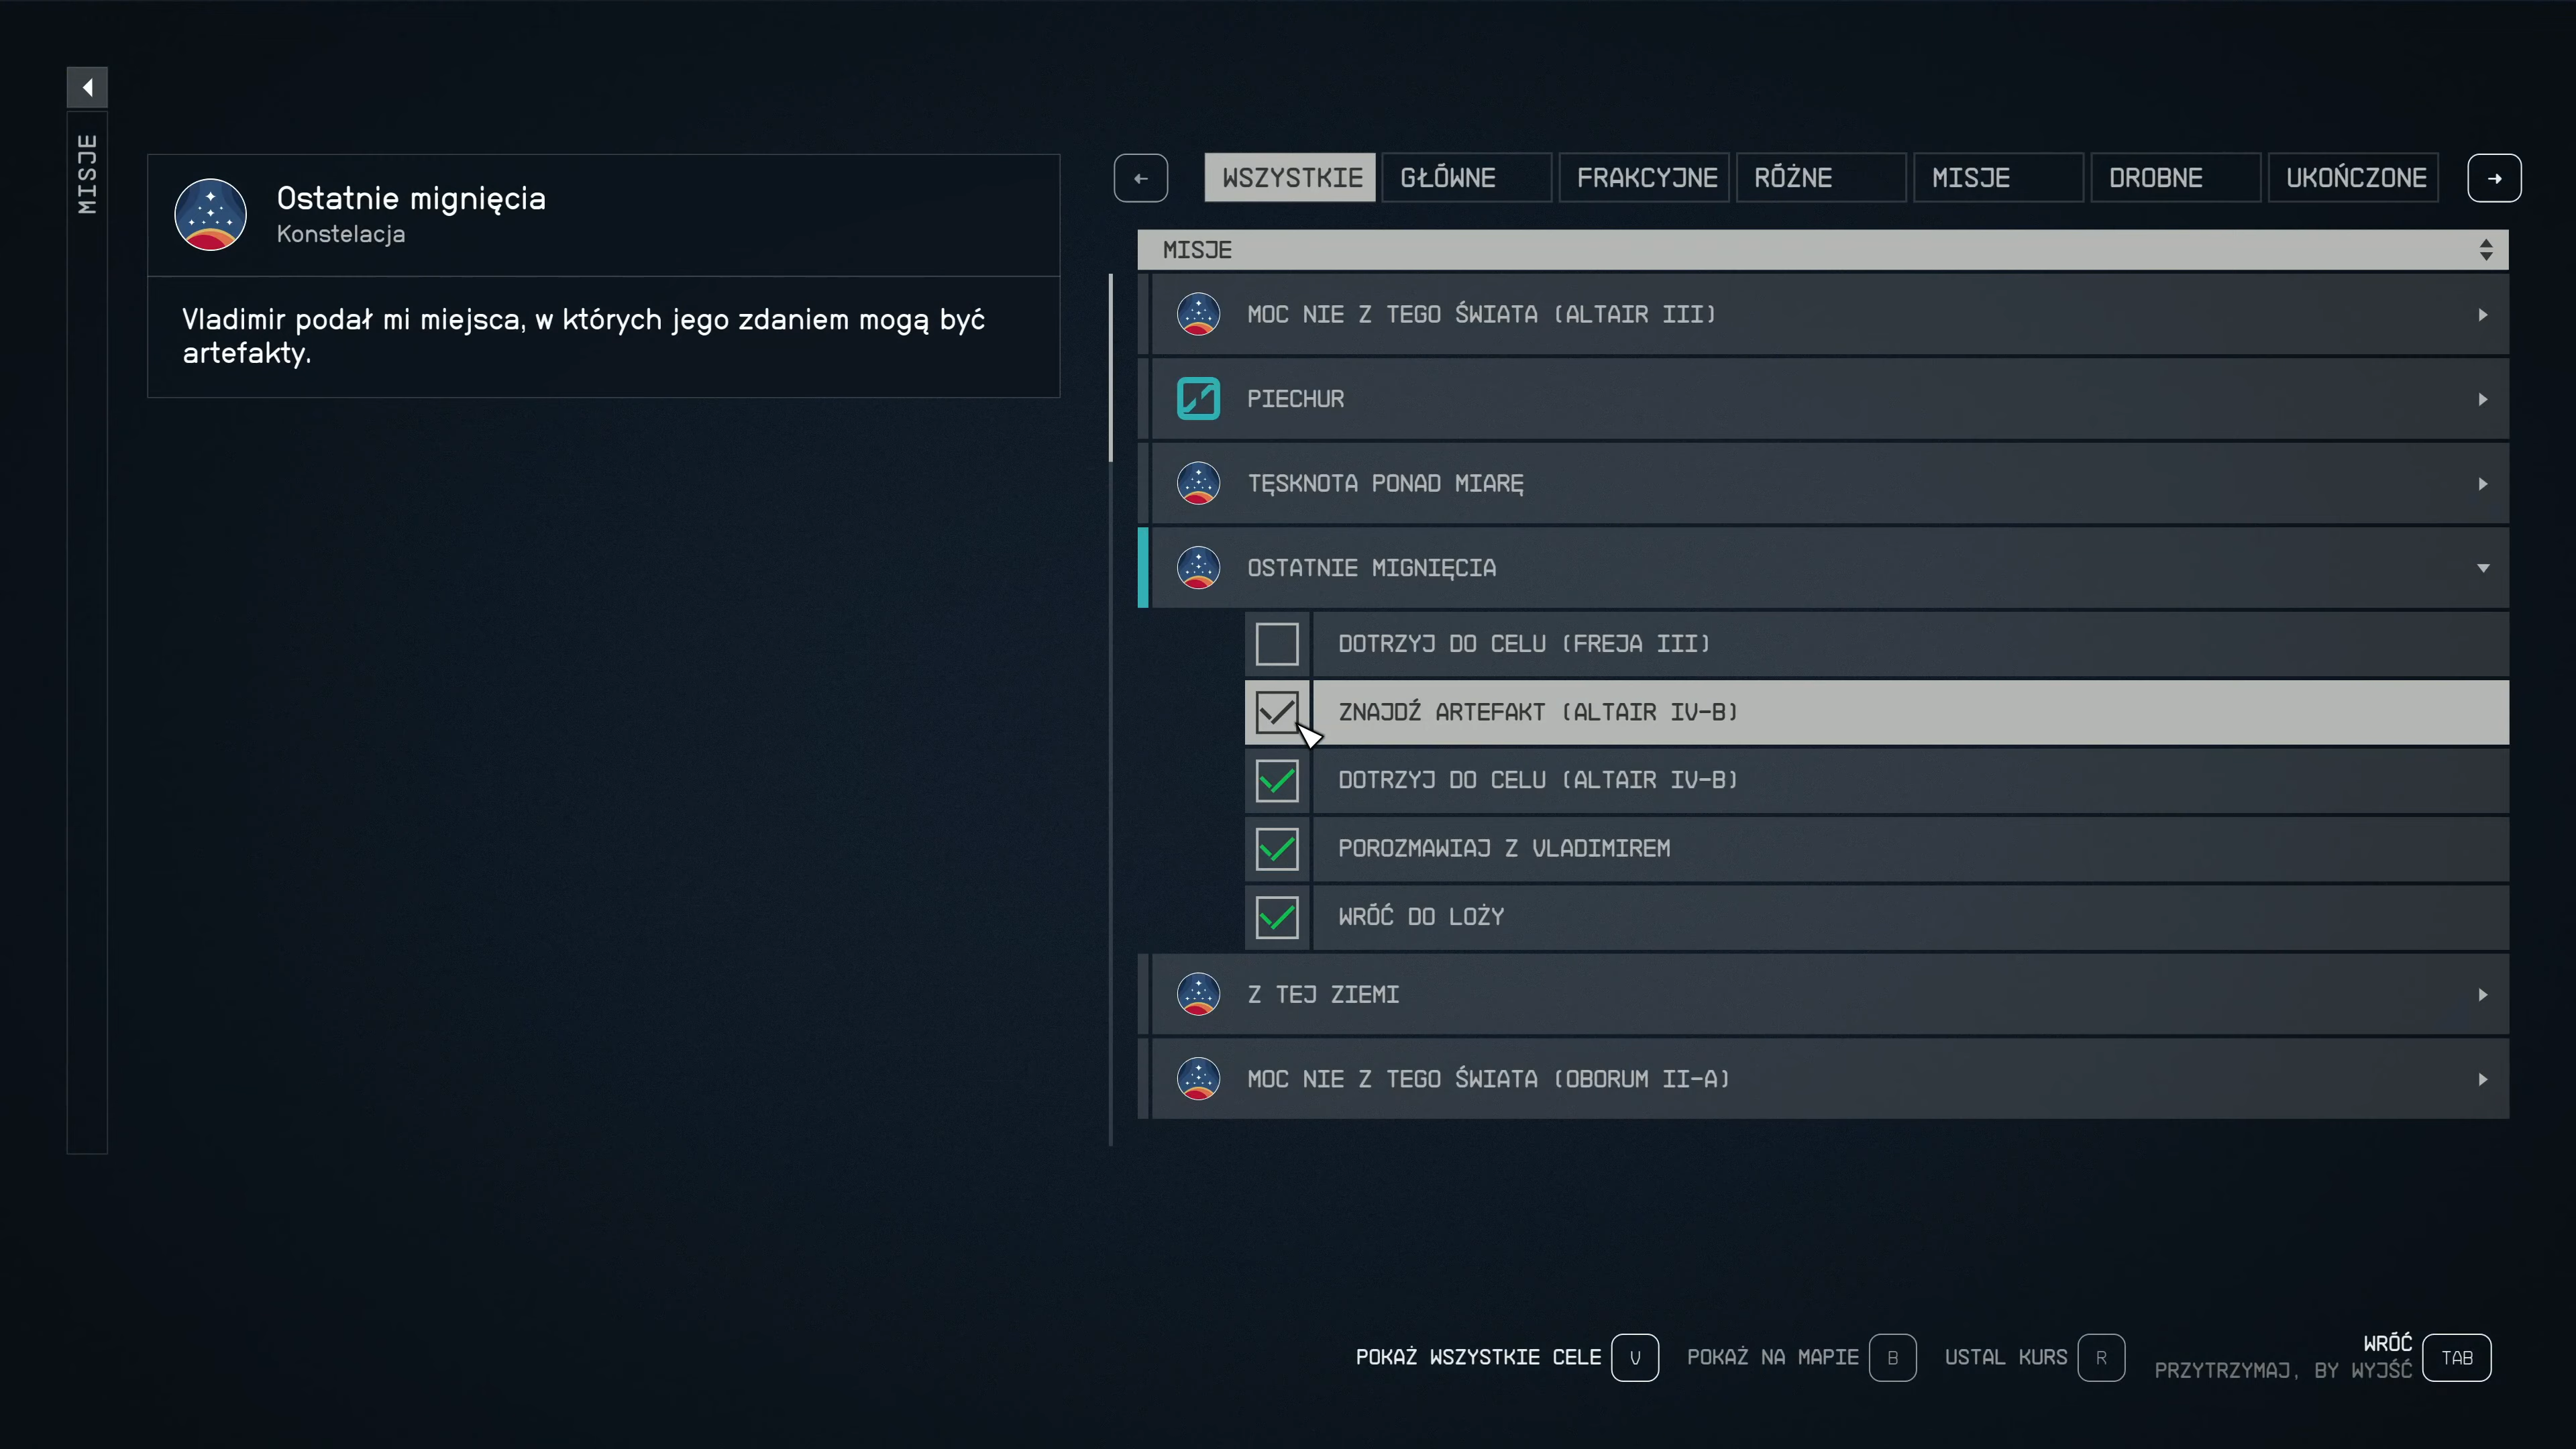 MISJE
Ostatnie mignięcia
Konstelacja
Vladimir podał mi miejsca, w których jego zdaniem mogą być
artefakty.
WSZYSTKIE
GŁÓWNE
FRAKCYJNE
RÓŻNE
MISJE
DROBNE
UKOŃCZONE
MISJE
MOC NIE Z TEGO ŚWIATA (ALTAIR III)
PIECHUR
TĘSKNOTA PONAD MIARĘ
OSTATNIE MIGNIĘCIA
DOTRZYJ DO CELU (FREJA III)
ZNAJDŹ ARTEFAKT (ALTAIR IV-B)
DOTRZYJ DO CELU (ALTAIR IV-B)
POROZMAWIAJ Z VLADIMIREM
WRÓĆ DO LOŻY
Z TEJ ZIEMI
MOC NIE Z TEGO ŚWIATA (OBORUM II-A)
POKAŻ WSZYSTKIE CELE V
POKAŻ NA MAPIE B
USTAL KURS R
WRÓĆ
PRZYTRZYMAJ, BY WYJŚĆ
TAB